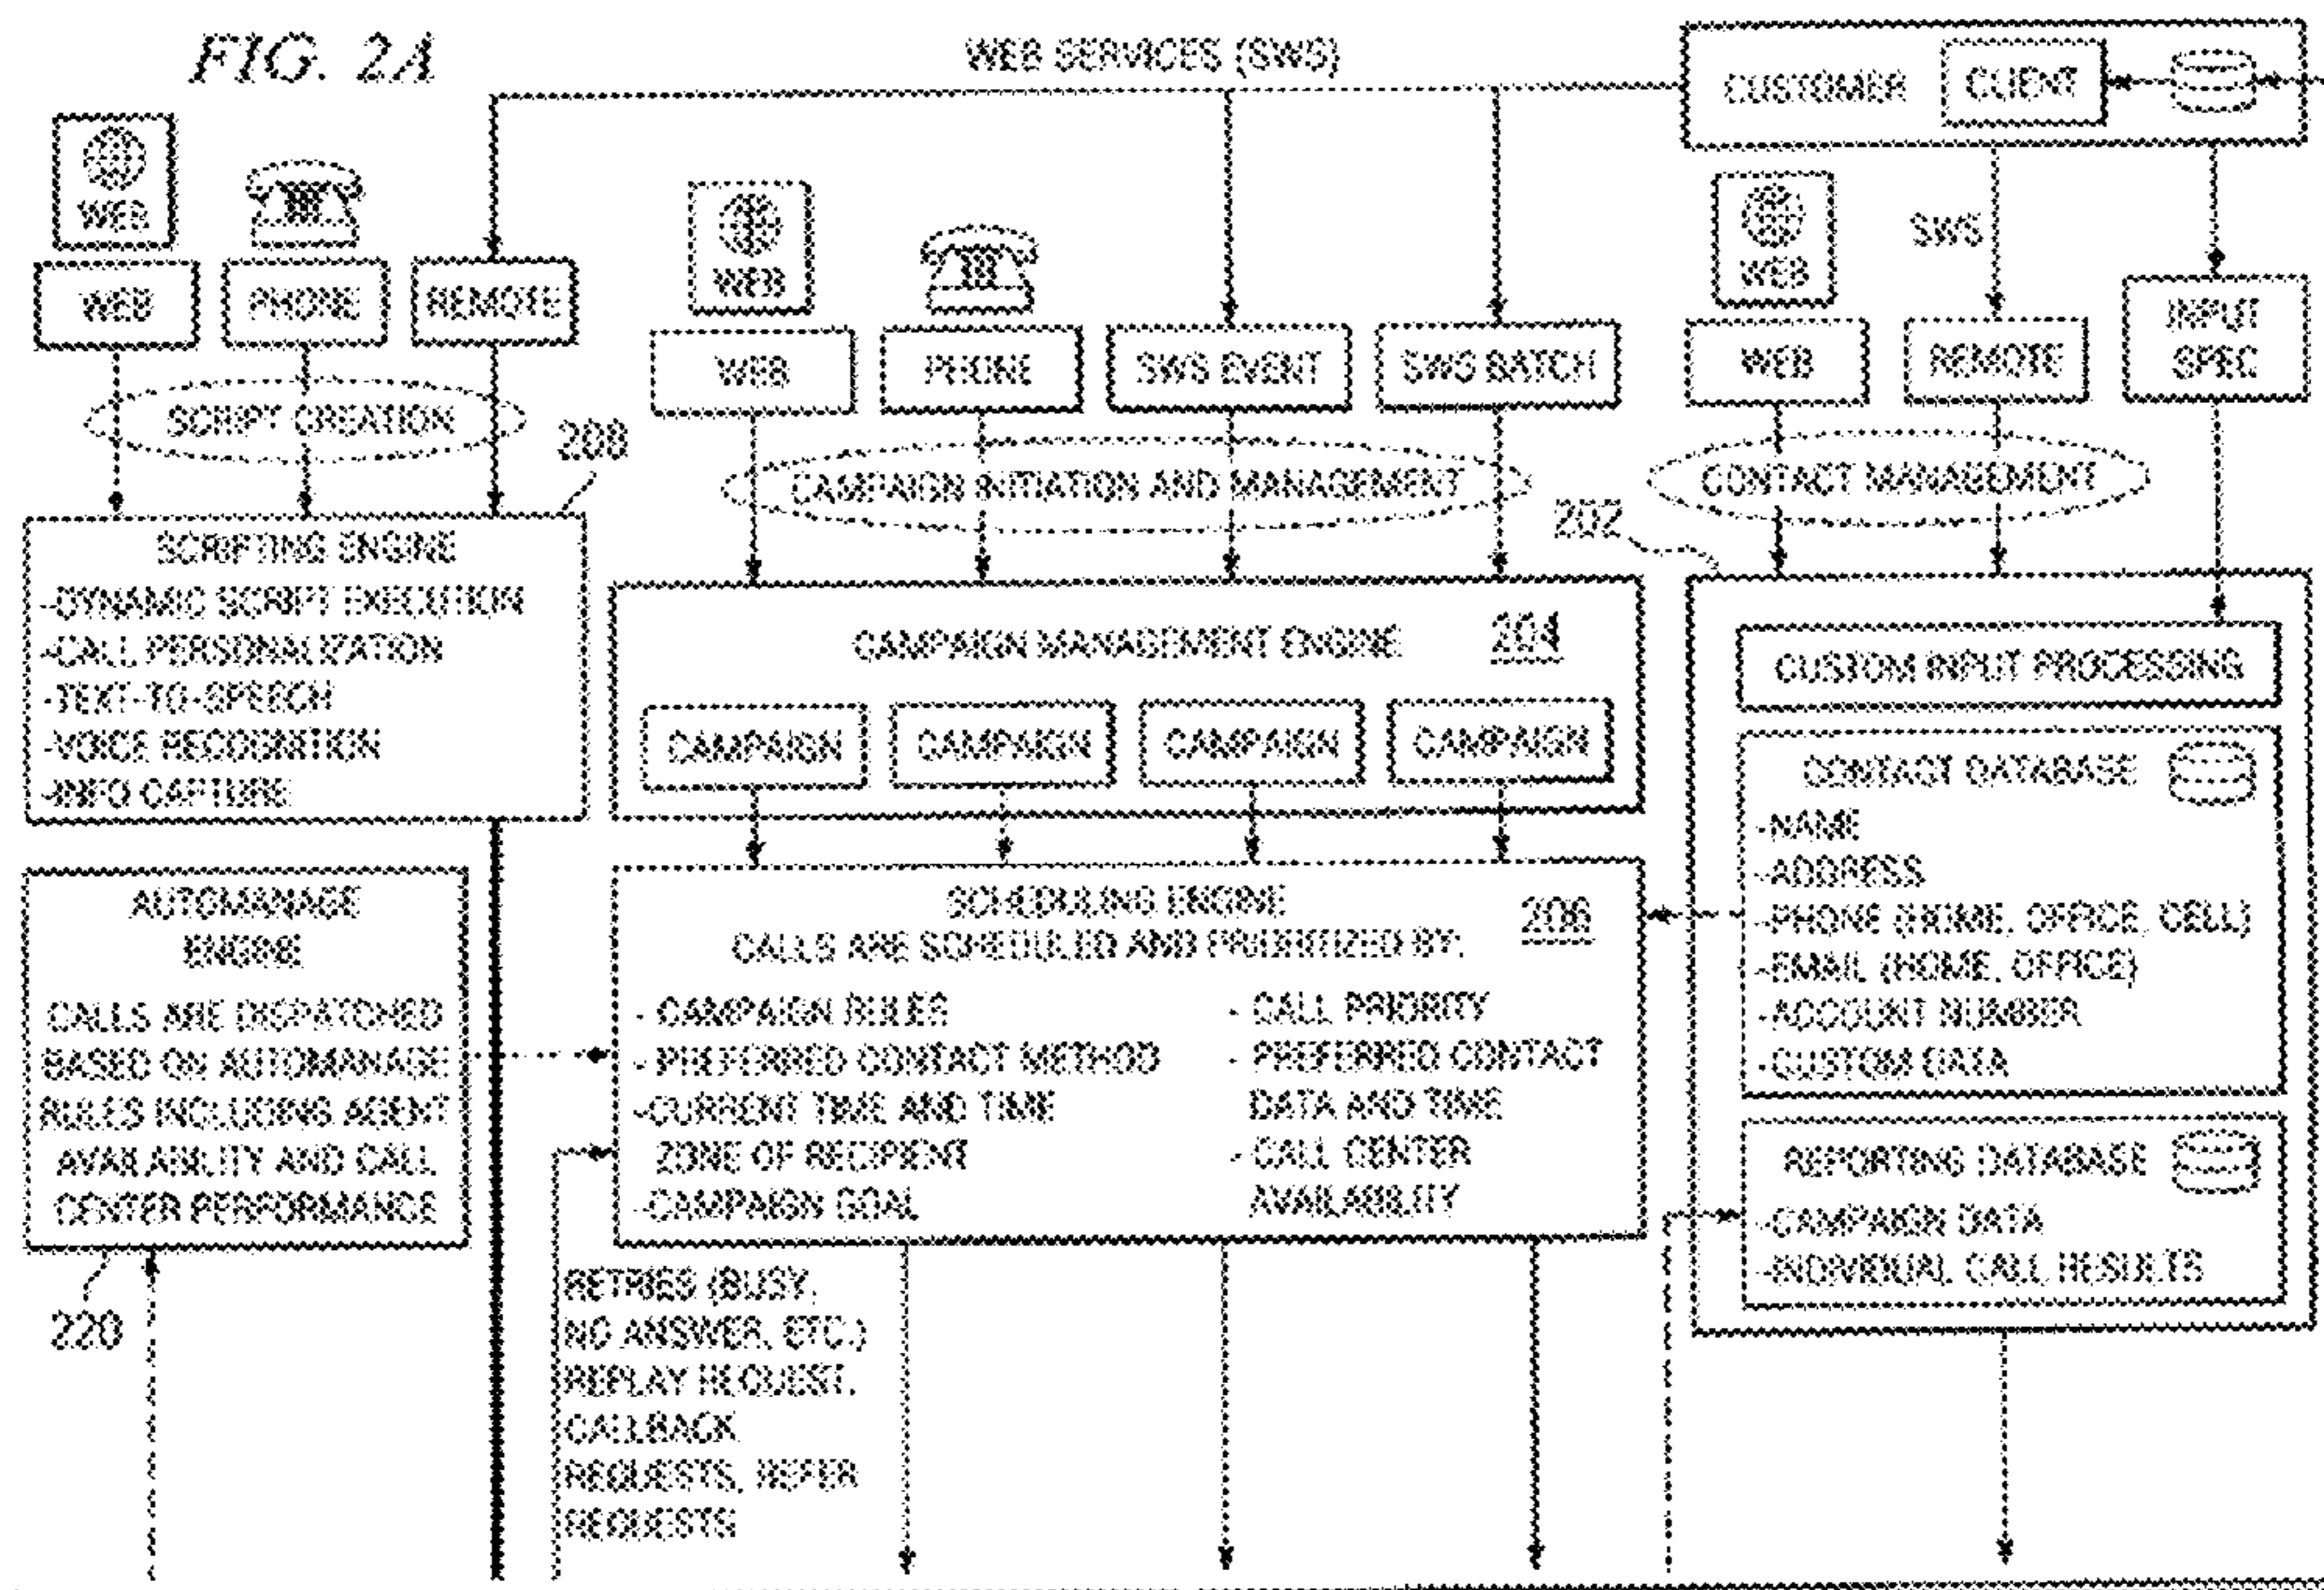 FIG. 2A
WEB SERVICES (SWS)
CUSTOMER
CLIENT
WEB
WEB
PHONE
REMOTE
SCRIPT CREATION
208
SCRIPTING ENGINE
-DYNAMIC SCRIPT EXECUTION
-CALL PERSONALIZATION
-TEXT-TO-SPEECH
-VOICE RECOGNITION
-INFO CAPTURE
WEB
WEB
PHONE
SWS EVENT
SWS BATCH
CAMPAIGN INITIATION AND MANAGEMENT
CAMPAIGN MANAGEMENT ENGINE
204
CAMPAIGN
CAMPAIGN
CAMPAIGN
CAMPAIGN
WEB
SWS
WEB
REMOTE
INPUT
SPEC
CONTACT MANAGEMENT
202
CUSTOM INPUT PROCESSING
CONTACT DATABASE
-NAME
-ADDRESS
-PHONE (HOME, OFFICE, CELL)
-EMAIL (HOME, OFFICE)
-ACCOUNT NUMBER
-CUSTOM DATA
REPORTING DATABASE
-CAMPAIGN DATA
-INDIVIDUAL CALL RESULTS
AUTOMANAGE
ENGINE
CALLS ARE DISPATCHED
BASED ON AUTOMANAGE
RULES INCLUDING AGENT
AVAILABILITY AND CALL
CENTER PERFORMANCE
220
SCHEDULING ENGINE
206
CALLS ARE SCHEDULED AND PRIORITIZED BY:
- CAMPAIGN RULES
- PREFERRED CONTACT METHOD
-CURRENT TIME AND TIME
ZONE OF RECIPIENT
-CAMPAIGN GOAL
- CALL PRIORITY
- PREFERRED CONTACT
DATA AND TIME
- CALL CENTER
AVAILABILITY
RETRIES (BUSY,
NO ANSWER, ETC.)
REPLAY REQUEST,
CALLBACK
REQUESTS, REFER
REQUESTS